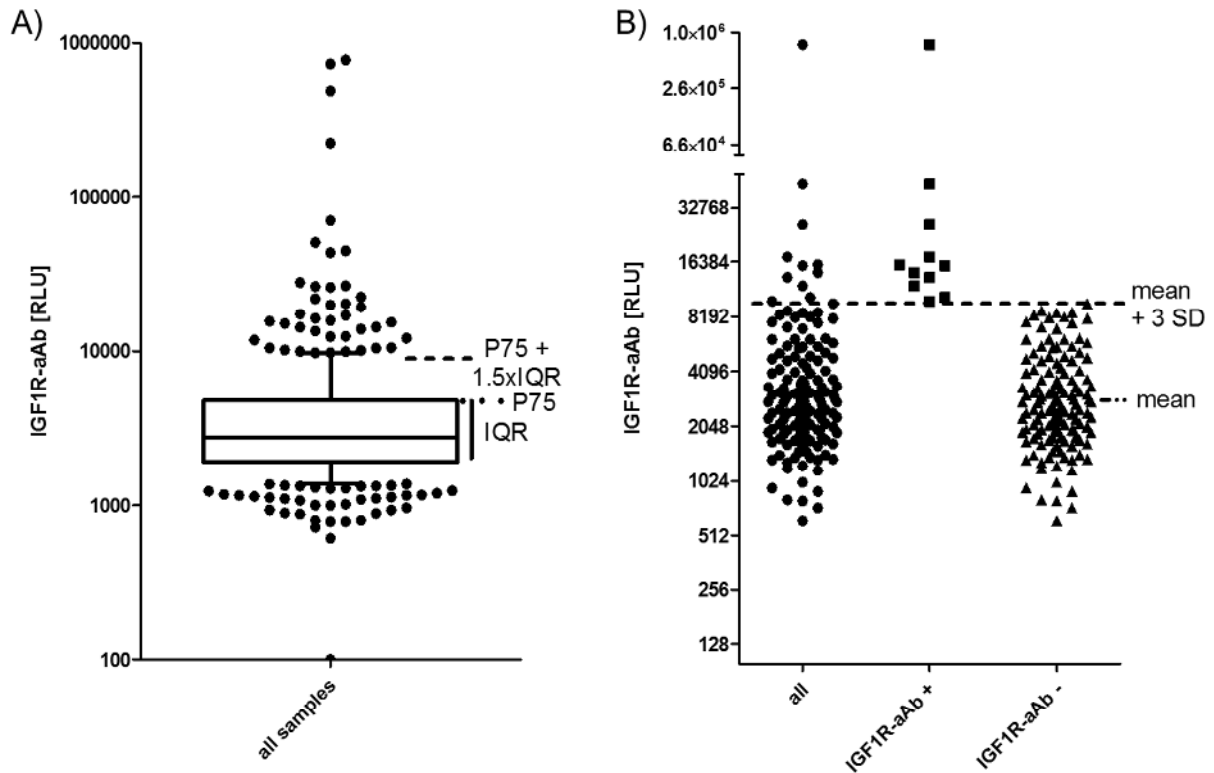 A)
IGF1R-aAb [RLU]
1000000
100000
10000
1000
100
P75 +
1.5xIQR
P75
IQR
all samples
B)
IGF1R-aAb [RLU]
1.0×10⁶
2.6×10⁵
6.6×10⁴
32768
16384
8192
4096
2048
1024
512
256
128
mean
+ 3 SD
mean
all
IGF1R-aAb +
IGF1R-aAb -